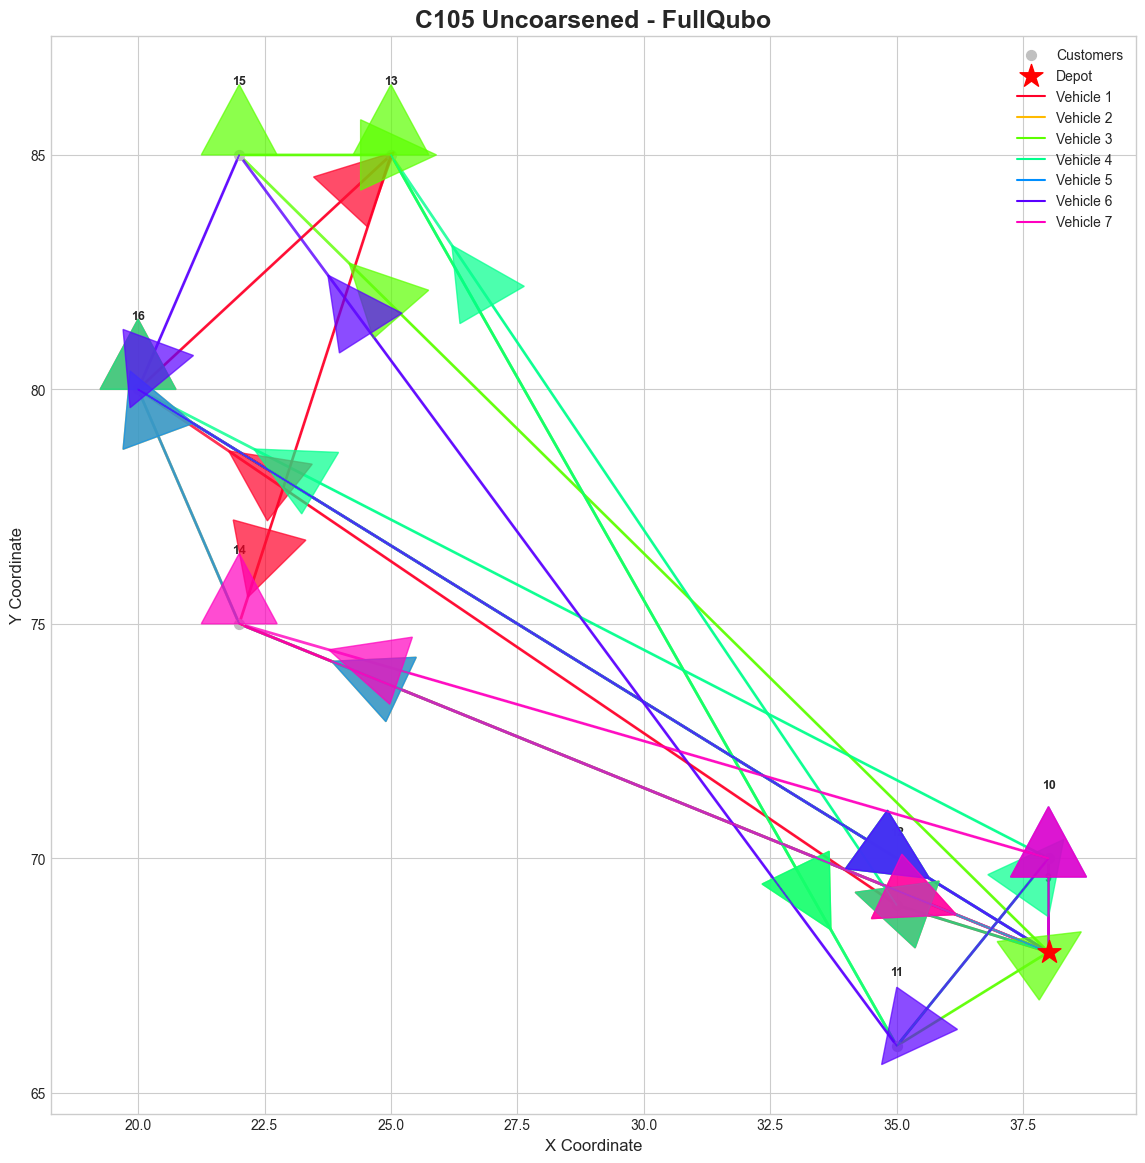 C105 Uncoarsened - FullQubo
Customers
Depot
Vehicle 1
Vehicle 2
Vehicle 3
Vehicle 4
Vehicle 5
Vehicle 6
Vehicle 7
15
13
16
14
10
11
85
80
75
70
65
Y Coordinate
20.0 22.5 25.0 27.5 30.0 32.5 35.0 37.5
X Coordinate